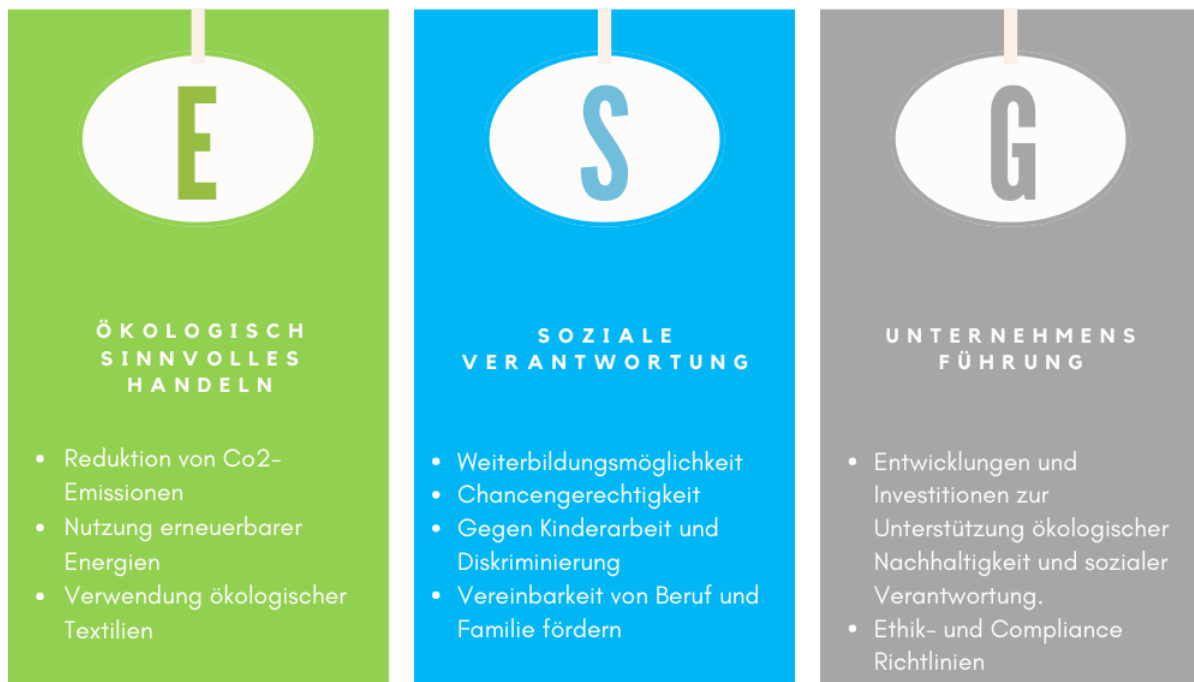 E
ÖKOLOGISCH
SINNVOLLES
HANDELN
• Reduktion von Co2-
Emissionen
• Nutzung erneuerbarer
Energien
• Verwendung ökologischer
Textilien
S
SOZIALE
VERANTWORTUNG
• Weiterbildungsmöglichkeit
• Chancengerechtigkeit
• Gegen Kinderarbeit und
Diskriminierung
• Vereinbarkeit von Beruf und
Familie fördern
G
UNTERNEHMENS
FÜHRUNG
• Entwicklungen und
Investitionen zur
Unterstützung ökologischer
Nachhaltigkeit und sozialer
Verantwortung.
• Ethik- und Compliance
Richtlinien